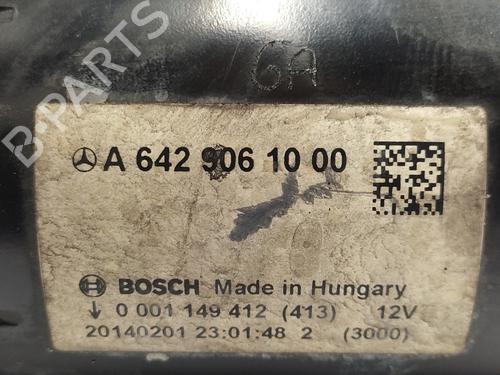 GA
A 642 906 10 00
BOSCH Made in Hungary
0 001 149 412 (413) 12V
20140201 23:01:48 2 (3000)
B-PARTS